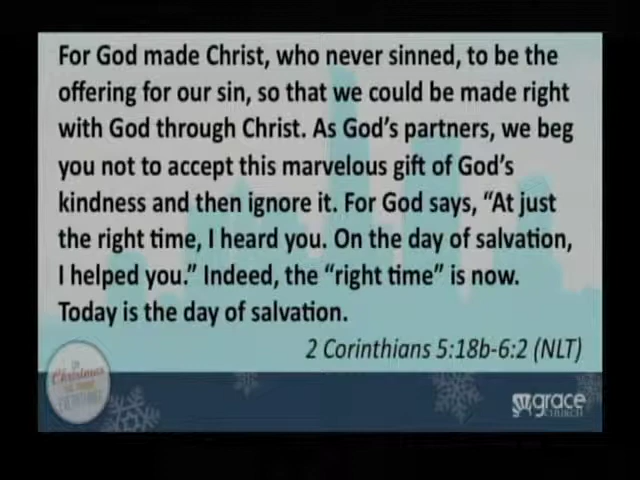 For God made Christ, who never sinned, to be the
offering for our sin, so that we could be made right
with God through Christ. As God’s partners, we beg
you not to accept this marvelous gift of God’s
kindness and then ignore it. For God says, “At just
the right time, I heard you. On the day of salvation,
I helped you.” Indeed, the “right time” is now.
Today is the day of salvation.
2 Corinthians 5:18b-6:2 (NLT)
Christmas
grace
CHURCH